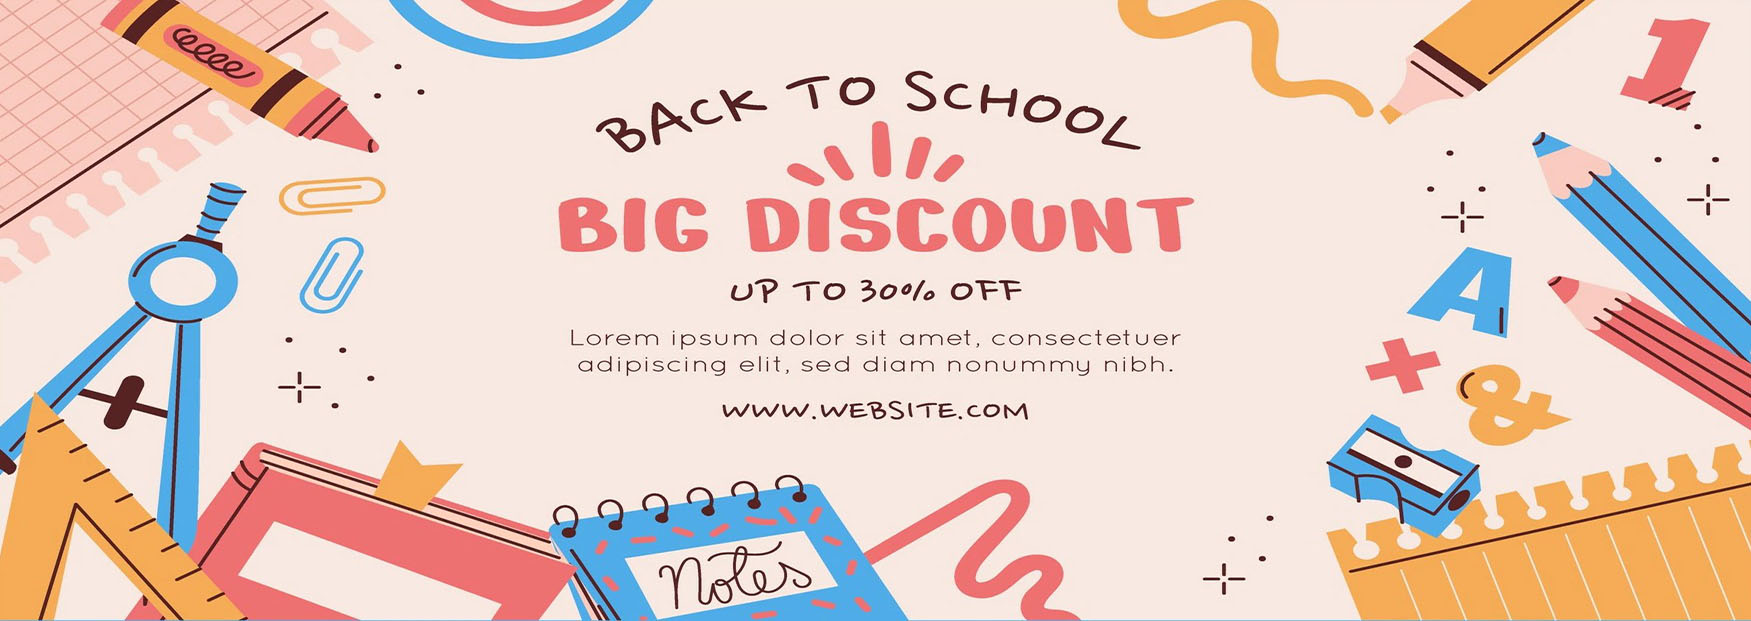 BACK TO SCHOOL
BIG DISCOUNT
UP TO 30% OFF
Lorem ipsum dolor sit amet, consectetuer
adipiscing elit, sed diam nonummy nibh.
WWW.WEBSITE.COM
1
A
+ &
Notes